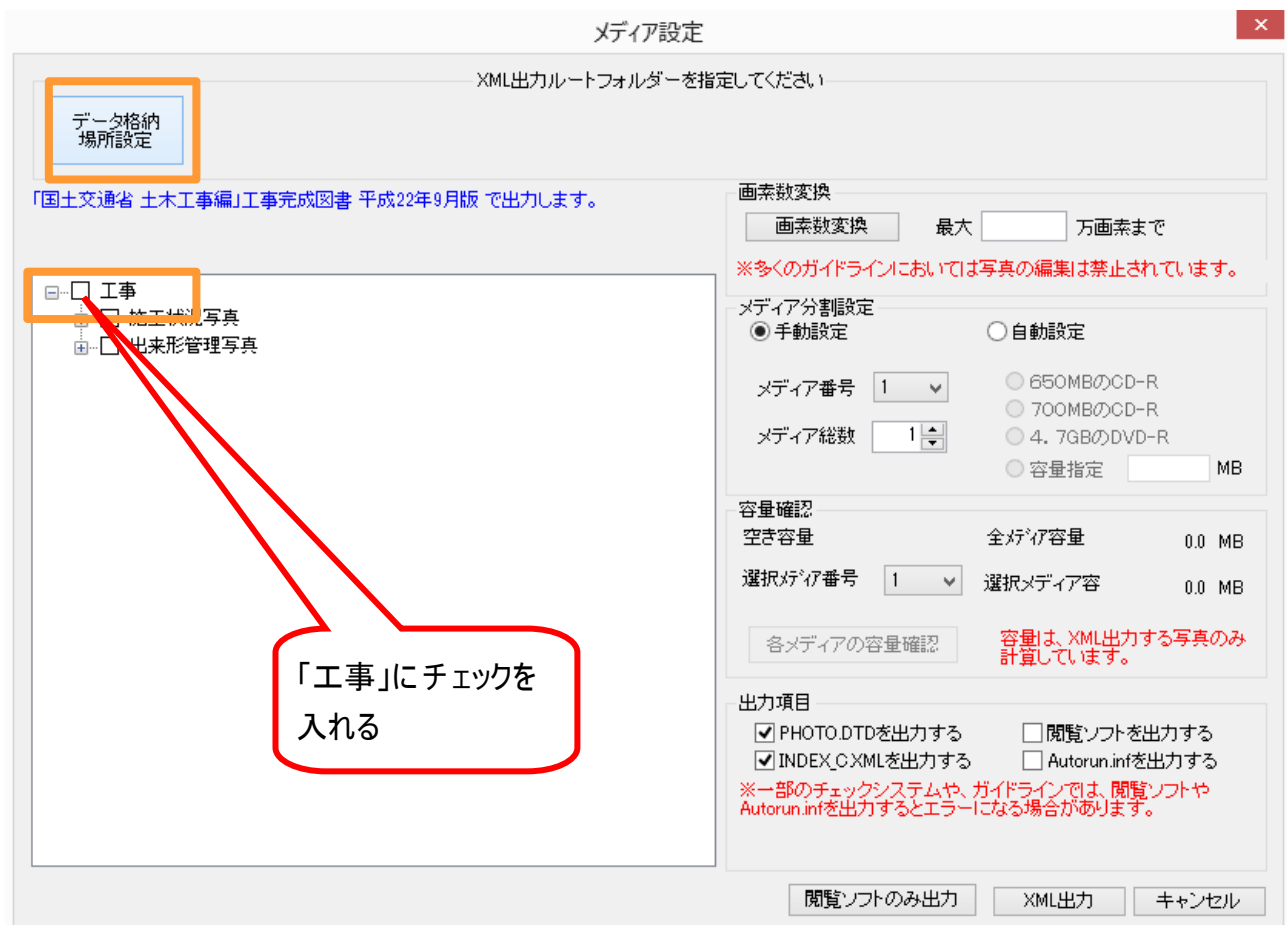 メディア設定
XML出力ルートフォルダーを指定してください
データ格納
場所設定
「国土交通省 土木工事編」工事完成図書 平成22年9月版 で出力します。
工事
施工状況写真
出来形管理写真
「工事」にチェックを
入れる
画素数変換
画素数変換 最大 万画素まで
※多くのガイドラインにおいては写真の編集は禁止されています。
メディア分割設定
手動設定 自動設定
メディア番号 1
メディア総数 1
650MBのCD-R
700MBのCD-R
4．7GBのDVD-R
容量指定 MB
容量確認
空き容量 全メディア容量 0.0 MB
選択メディア番号 1 選択メディア容 0.0 MB
各メディアの容量確認
容量は、XML出力する写真のみ
計算しています。
出力項目
PHOTO.DTDを出力する 閲覧ソフトを出力する
INDEX_C.XMLを出力する Autorun.infを出力する
※一部のチェックシステムや、ガイドラインでは、閲覧ソフトや
Autorun.infを出力するとエラーになる場合があります。
閲覧ソフトのみ出力 XML出力 キャンセル